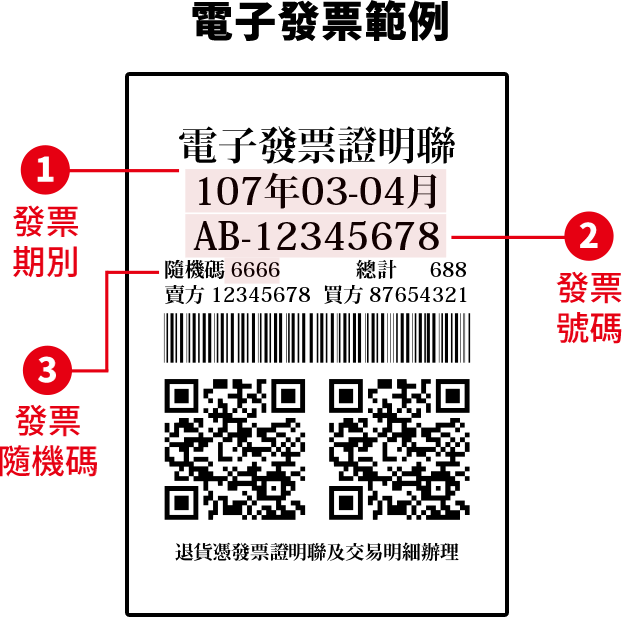 電子發票範例
電子發票證明聯
1
107年03-04月
發票
期別
AB-12345678
2
發票
號碼
隨機碼 6666 總計 688
賣方 12345678 買方 87654321
3
發票
隨機碼
退貨憑發票證明聯及交易明細辦理